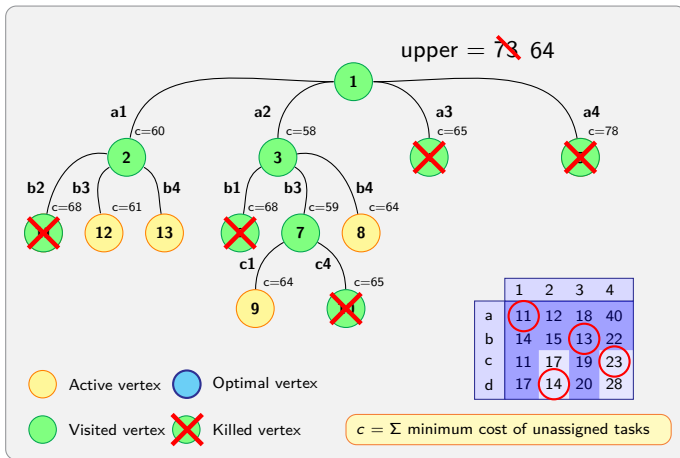 upper = 73 64
1
a1 a2 a3 a4
c=60 c=58 c=65 c=78
2 3
b2 b3 b4 b1 b3 b4
c=68 c=61 c=68 c=59 c=64
12 13 7 8
c1 c4
c=64 c=65
9
1 2 3 4
a 11 12 18 40
b 14 15 13 22
c 11 17 19 23
d 17 14 20 28
Active vertex Optimal vertex
Visited vertex Killed vertex
c = Σ minimum cost of unassigned tasks